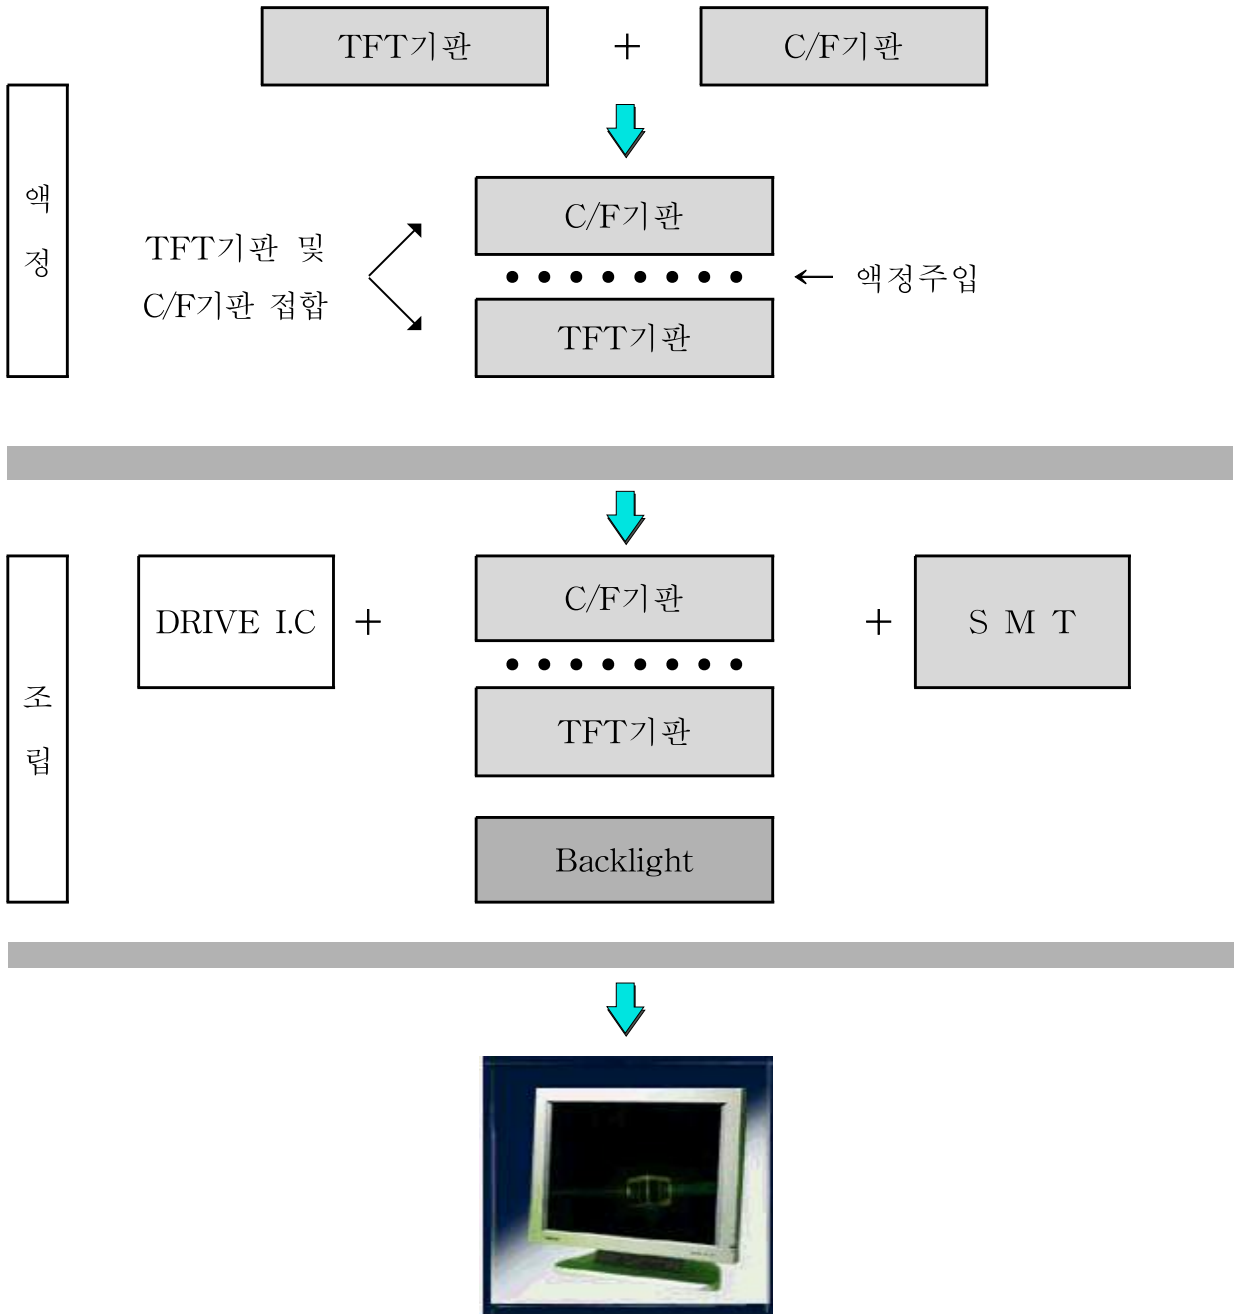 TFT기판 + C/F기판
액
정
C/F기판
TFT기판 및
C/F기판 접합
← 액정주입
TFT기판
조
립
DRIVE I.C +
C/F기판
+ S M T
TFT기판
Backlight